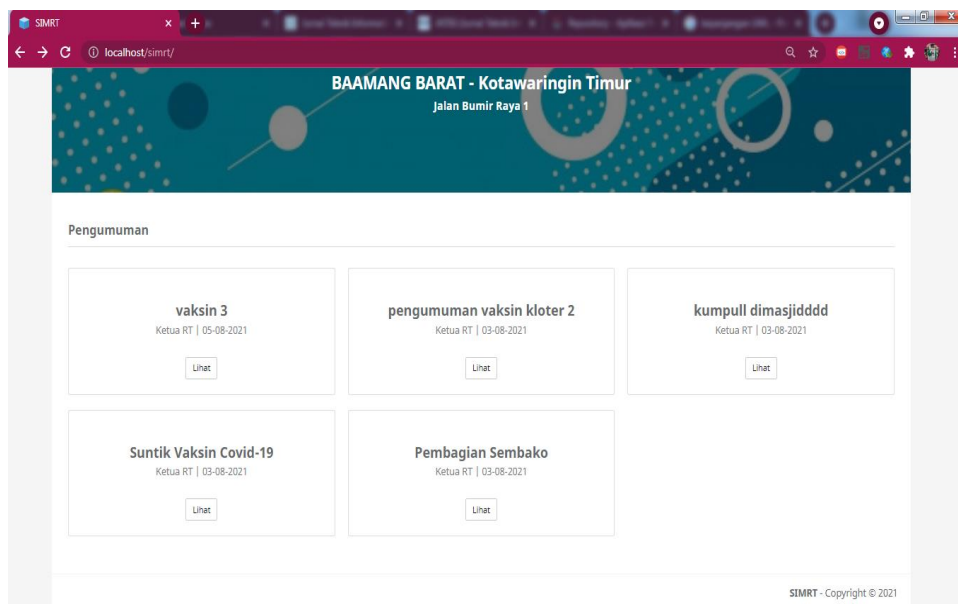 SIMRT
localhost/simrt/
BAAMANG BARAT - Kotawaringin Timur
Jalan Bumir Raya 1
Pengumuman
vaksin 3
Ketua RT | 05-08-2021
Lihat
pengumuman vaksin kloter 2
Ketua RT | 03-08-2021
Lihat
kumpull dimasjidddd
Ketua RT | 03-08-2021
Lihat
Suntik Vaksin Covid-19
Ketua RT | 03-08-2021
Lihat
Pembagian Sembako
Ketua RT | 03-08-2021
Lihat
SIMRT - Copyright © 2021